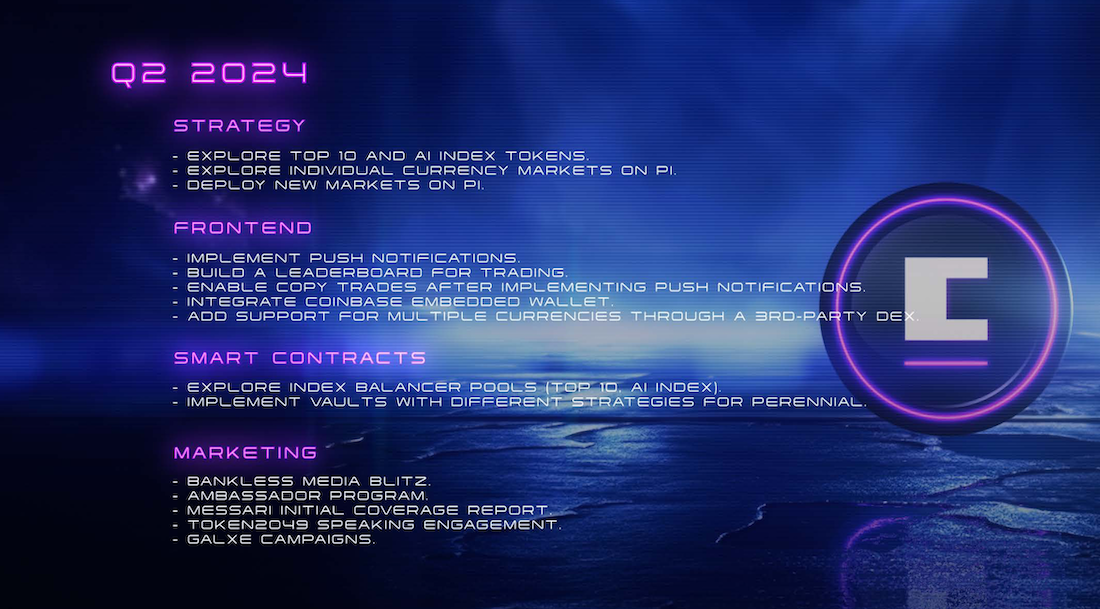 Q2 2024
STRATEGY
- EXPLORE TOP 10 AND AI INDEX TOKENS.
- EXPLORE INDIVIDUAL CURRENCY MARKETS ON PI.
- DEPLOY NEW MARKETS ON PI.
FRONTEND
- IMPLEMENT PUSH NOTIFICATIONS.
- BUILD A LEADERBOARD FOR TRADING.
- ENABLE COPY TRADES AFTER IMPLEMENTING PUSH NOTIFICATIONS.
- INTEGRATE COINBASE EMBEDDED WALLET.
- ADD SUPPORT FOR MULTIPLE CURRENCIES THROUGH A 3RD-PARTY DEX.
SMART CONTRACTS
- EXPLORE INDEX BALANCER POOLS (TOP 10, AI INDEX).
- IMPLEMENT VAULTS WITH DIFFERENT STRATEGIES FOR PERENNIAL.
MARKETING
- BANKLESS MEDIA BLITZ.
- AMBASSADOR PROGRAM.
- MESSARI INITIAL COVERAGE REPORT.
- TOKEN2049 SPEAKING ENGAGEMENT.
- GALXE CAMPAIGNS.